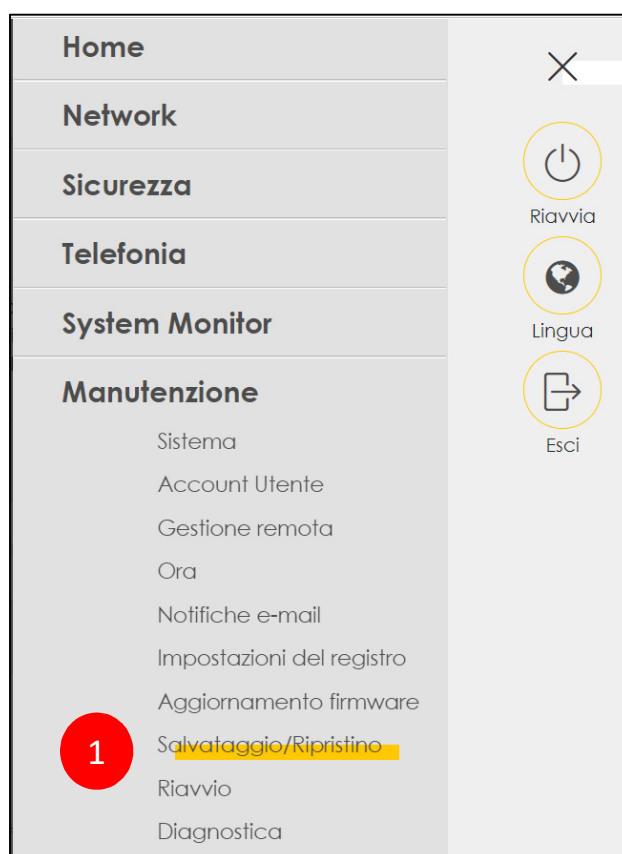 Home
Network
Sicurezza
Telefonia
System Monitor
Manutenzione
Sistema
Account Utente
Gestione remota
Ora
Notifiche e-mail
Impostazioni del registro
Aggiornamento firmware
1
Salvataggio/Ripristino
Riavvio
Diagnostica
Riavvia
Lingua
Esci